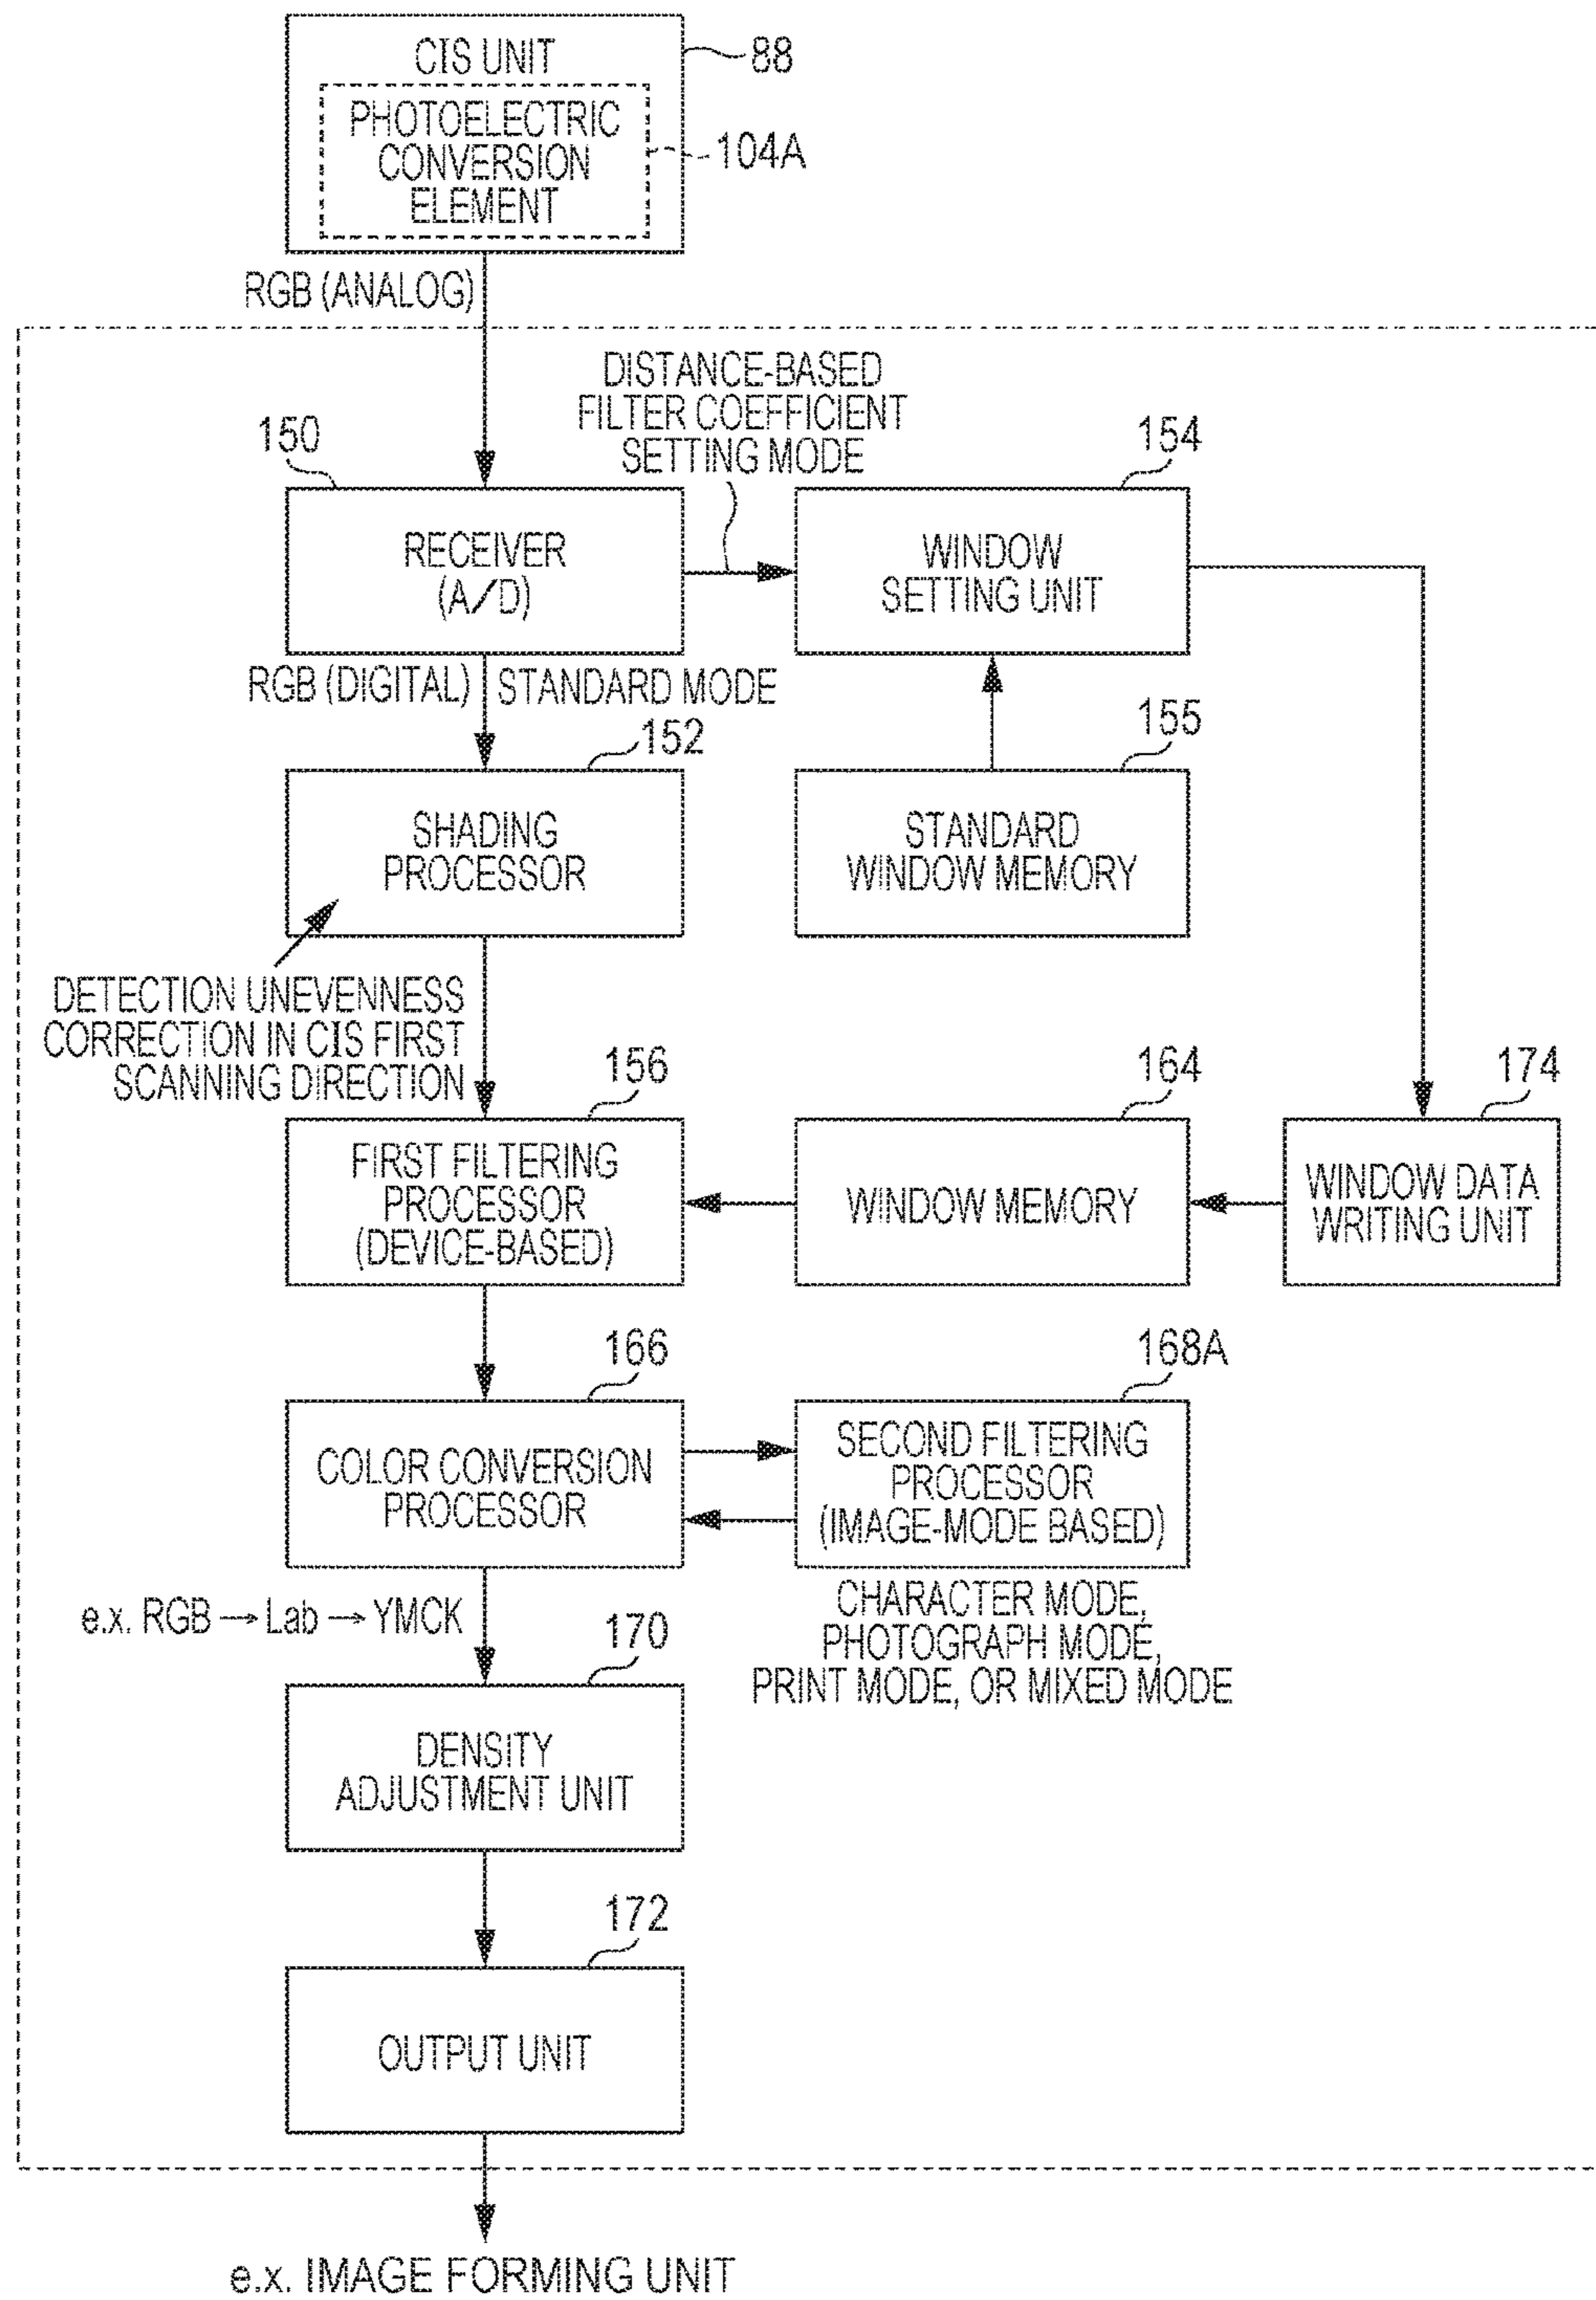 CIS UNIT
88
PHOTOELECTRIC
CONVERSION
ELEMENT
104A
RGB (ANALOG)
DISTANCE-BASED
FILTER COEFFICIENT
SETTING MODE
150
154
RECEIVER
(A/D)
WINDOW
SETTING UNIT
RGB (DIGITAL)
STANDARD MODE
152
155
SHADING
PROCESSOR
STANDARD
WINDOW MEMORY
DETECTION UNEVENNESS
CORRECTION IN CIS FIRST
SCANNING DIRECTION
156
164
174
FIRST FILTERING
PROCESSOR
(DEVICE-BASED)
WINDOW MEMORY
WINDOW DATA
WRITING UNIT
166
168A
COLOR CONVERSION
PROCESSOR
SECOND FILTERING
PROCESSOR
(IMAGE-MODE BASED)
e.x. RGB → Lab → YMCK
CHARACTER MODE,
PHOTOGRAPH MODE,
PRINT MODE, OR MIXED MODE
170
DENSITY
ADJUSTMENT UNIT
172
OUTPUT UNIT
e.x. IMAGE FORMING UNIT